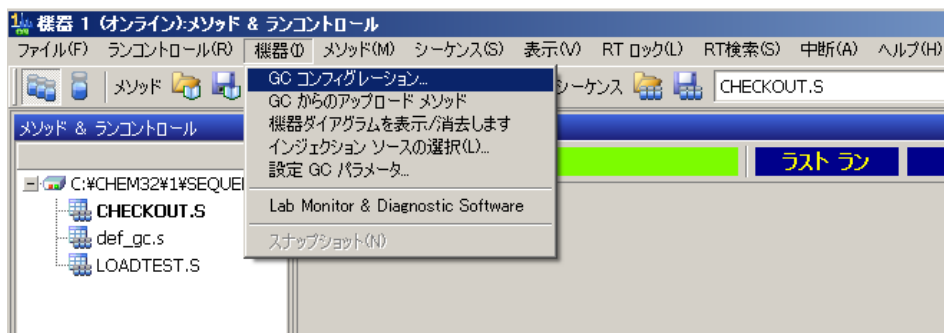 機器 1 (オンライン):メソッド & ランコントロール
ファイル(F) ランコントロール(R) 機器(I) メソッド(M) シーケンス(S) 表示(V) RT ロック(L) RT検索(S) 中断(A) ヘルプ(H)
メソッド シーケンス CHECKOUT.S
GC コンフィグレーション...
GC からのアップロード メソッド
機器ダイアグラムを表示/消去します
インジェクション ソースの選択(L)...
設定 GC パラメータ...
Lab Monitor & Diagnostic Software
スナップショット(N)
メソッド & ランコントロール
ラスト ラン
C:¥CHEM32¥1¥SEQUE
CHECKOUT.S
def_gc.s
LOADTEST.S